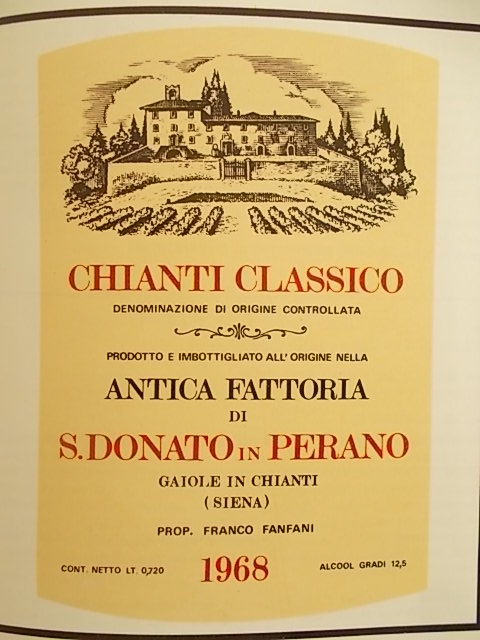 CHIANTI CLASSICO
DENOMINAZIONE DI ORIGINE CONTROLLATA
PRODOTTO E IMBOTTIGLIATO ALL' ORIGINE NELLA
ANTICA FATTORIA
DI
S.DONATO IN PERANO
GAIOLE IN CHIANTI
(SIENA)
PROP. FRANCO FANFANI
CONT. NETTO LT. 0,720 1968 ALCOOL GRADI 12,5